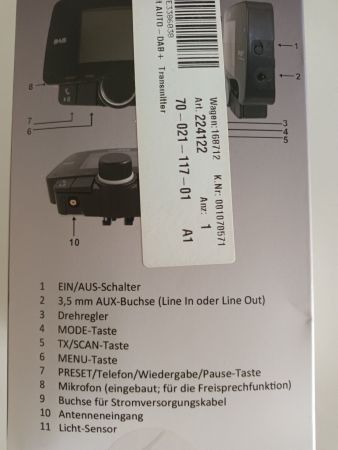 DAB
1
2
8
7
6
3
4
5
10
E3386038
AUTO-DAB+ Transmitter
Wagen:168712 K.Nr: 001070571
Art. 224122 Anz: 1
70-021-117-01 A1
1 EIN/AUS-Schalter
2 3,5 mm AUX-Buchse (Line In oder Line Out)
3 Drehregler
4 MODE-Taste
5 TX/SCAN-Taste
6 MENU-Taste
7 PRESET/Telefon/Wiedergabe/Pause-Taste
8 Mikrofon (eingebaut; für die Freisprechfunktion)
9 Buchse für Stromversorgungskabel
10 Antenneneingang
11 Licht-Sensor